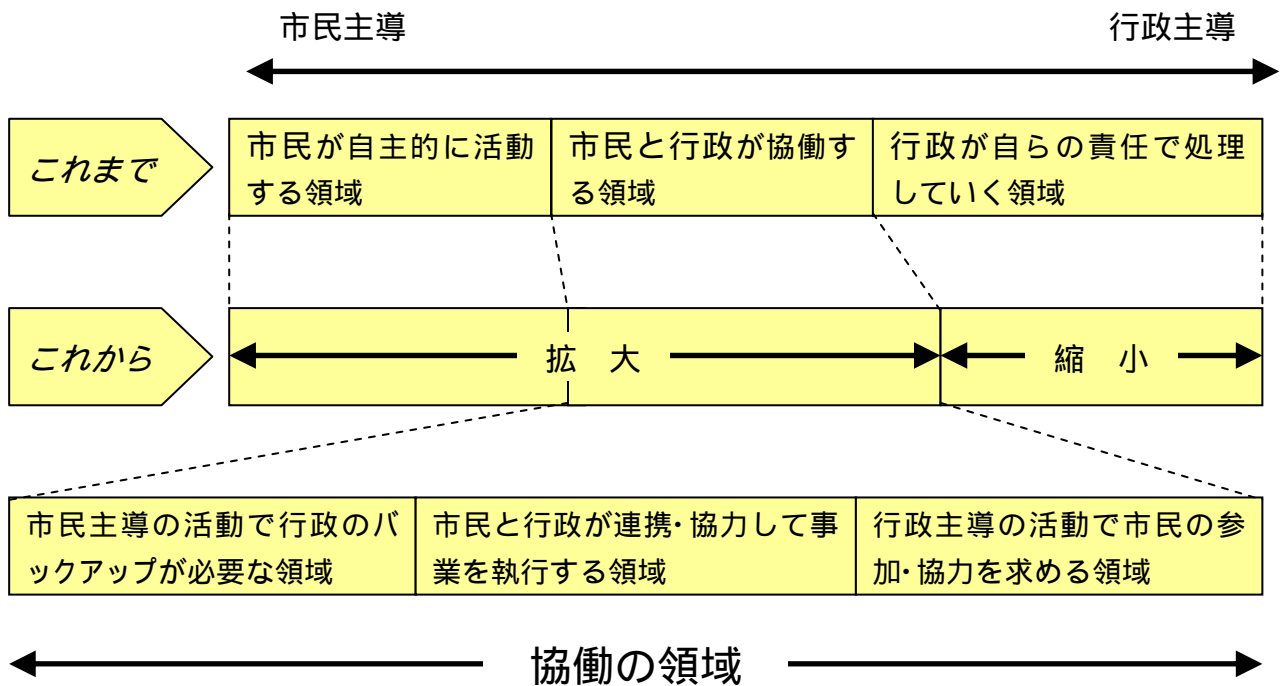 市民主導
行政主導
これまで
市民が自主的に活動
する領域
市民と行政が協働す
る領域
行政が自らの責任で処理
していく領域
これから
拡 大
縮 小
市民主導の活動で行政のバ
ックアップが必要な領域
市民と行政が連携・協力して事
業を執行する領域
行政主導の活動で市民の参
加・協力を求める領域
協働の領域